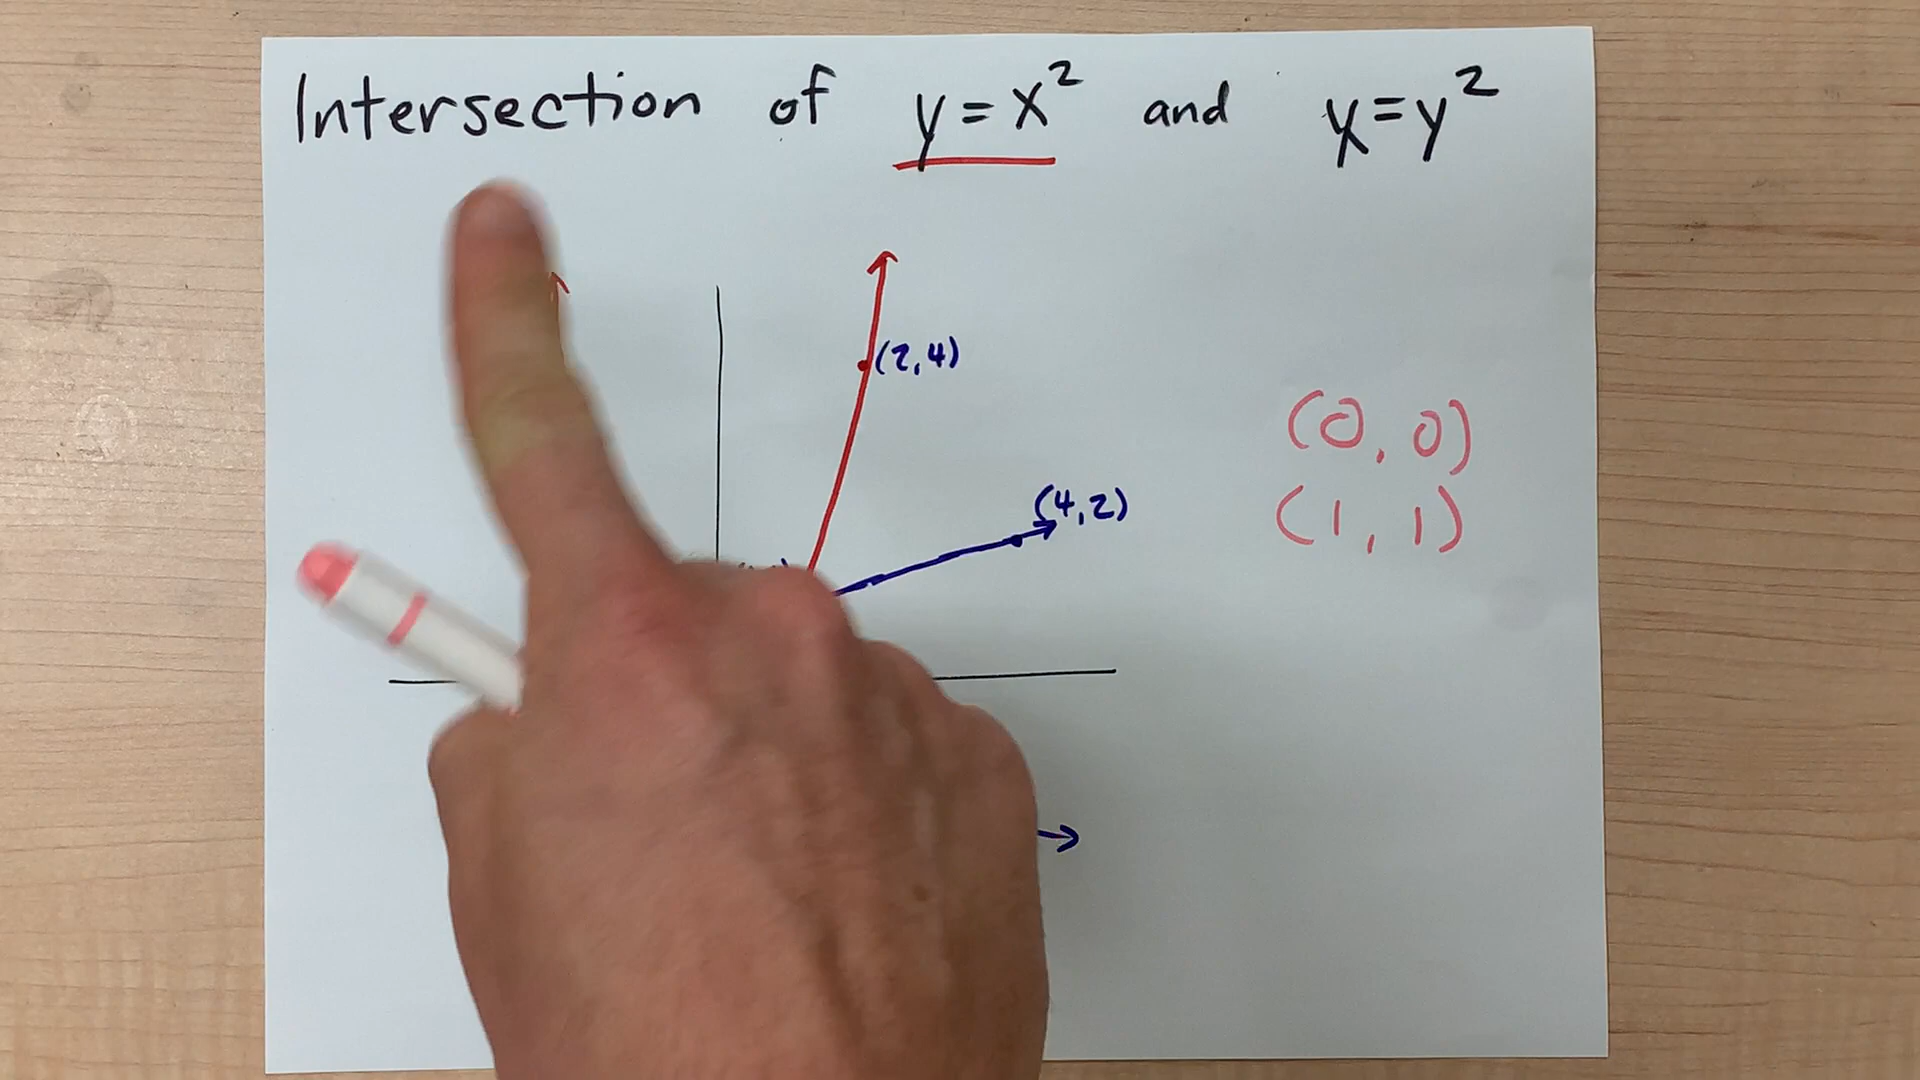 Intersection of y = x² and x = y²
(2,4)
(4,2)
(0,0)
(1,1)